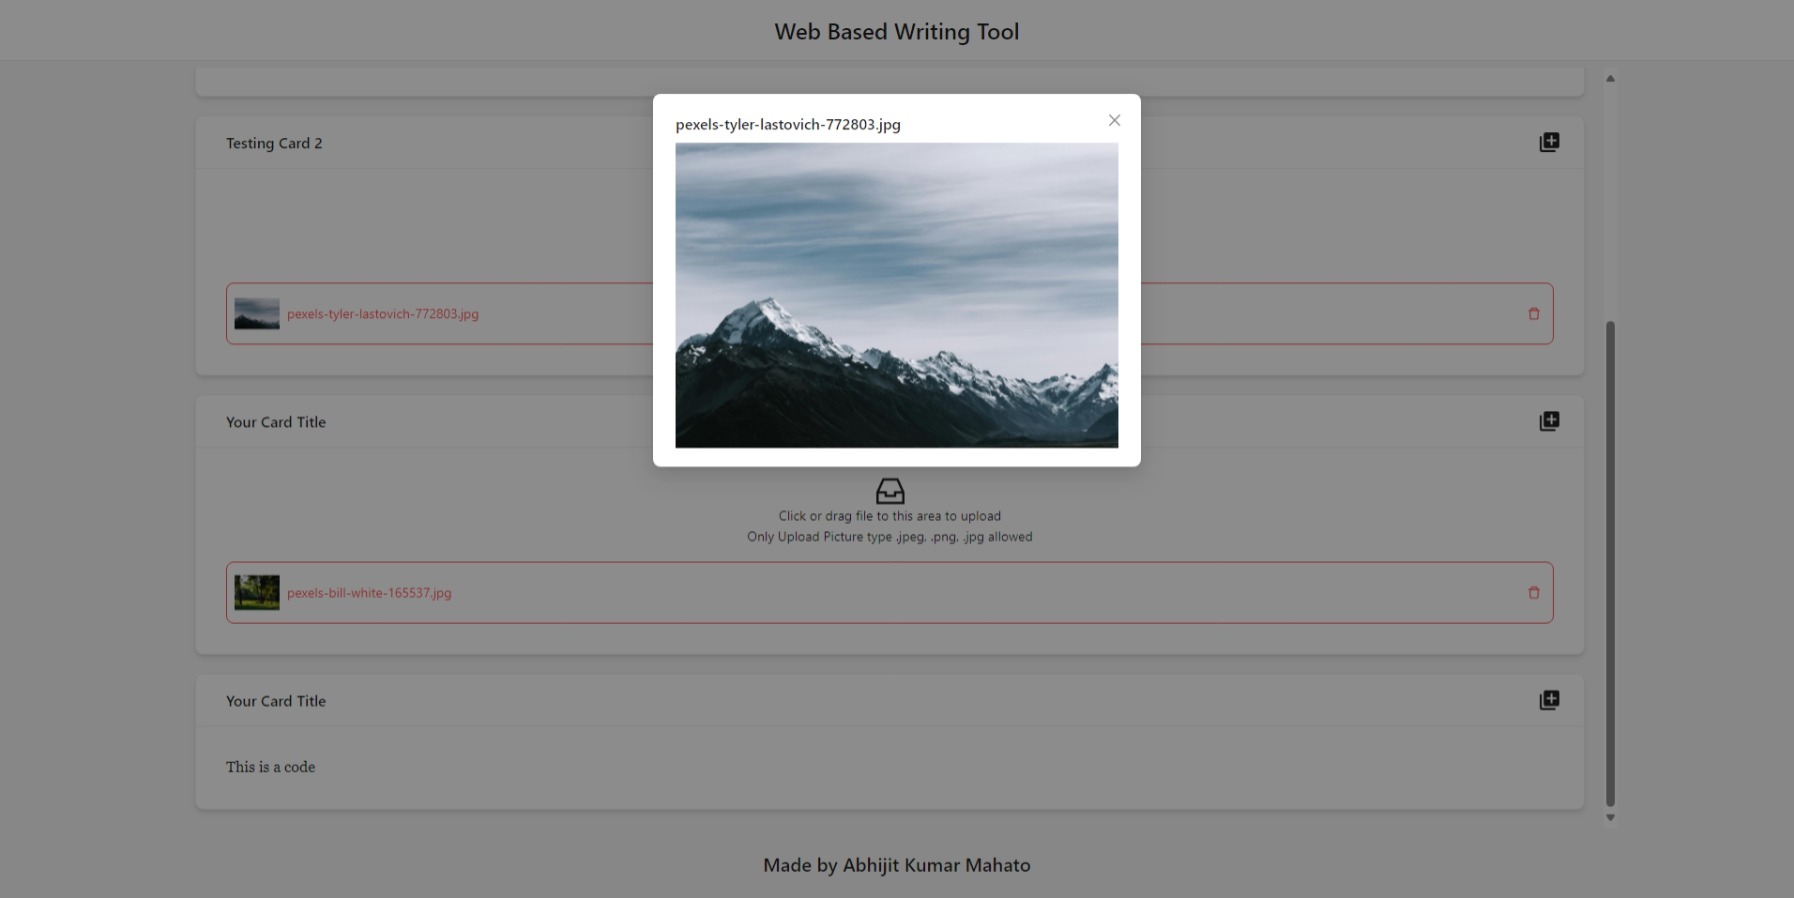 Web Based Writing Tool
pexels-tyler-lastovich-772803.jpg
Testing Card 2
pexels-tyler-lastovich-772803.jpg
Your Card Title
Click or drag file to this area to upload
Only Upload Picture type .jpeg, .png, .jpg allowed
pexels-bill-white-165537.jpg
Your Card Title
This is a code
Made by Abhijit Kumar Mahato